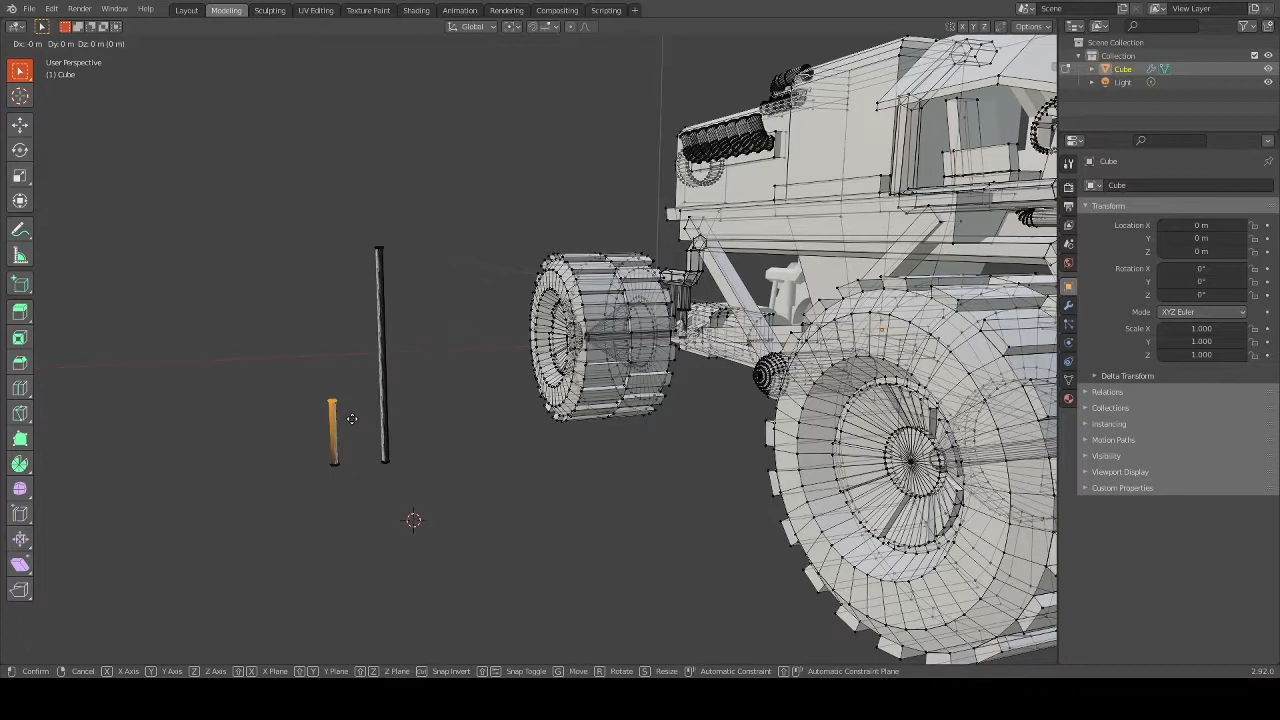 File Edit Render Window Help Layout Modeling Sculpting UV Editing Texture Paint Shading Animation Rendering Compositing Scripting + Scene View Layer
Global X Y Z Options
Dx: -0 m Dy: 0 m Dz: 0 m (0 m)
User Perspective
(1) Cube
Scene Collection
Collection
Cube
Light
Cube
Cube
Transform
Location X 0 m
Y 0 m
Z 0 m
Rotation X 0°
Y 0°
Z 0°
Mode XYZ Euler
Scale X 1.000
Y 1.000
Z 1.000
Delta Transform
Relations
Collections
Instancing
Motion Paths
Visibility
Viewport Display
Custom Properties
Confirm Cancel X X Axis Y Y Axis Z Z Axis X X Plane Y Y Plane Z Z Plane Snap Invert Snap Toggle G Move R Rotate S Resize Automatic Constraint Automatic Constraint Plane 2.92.0